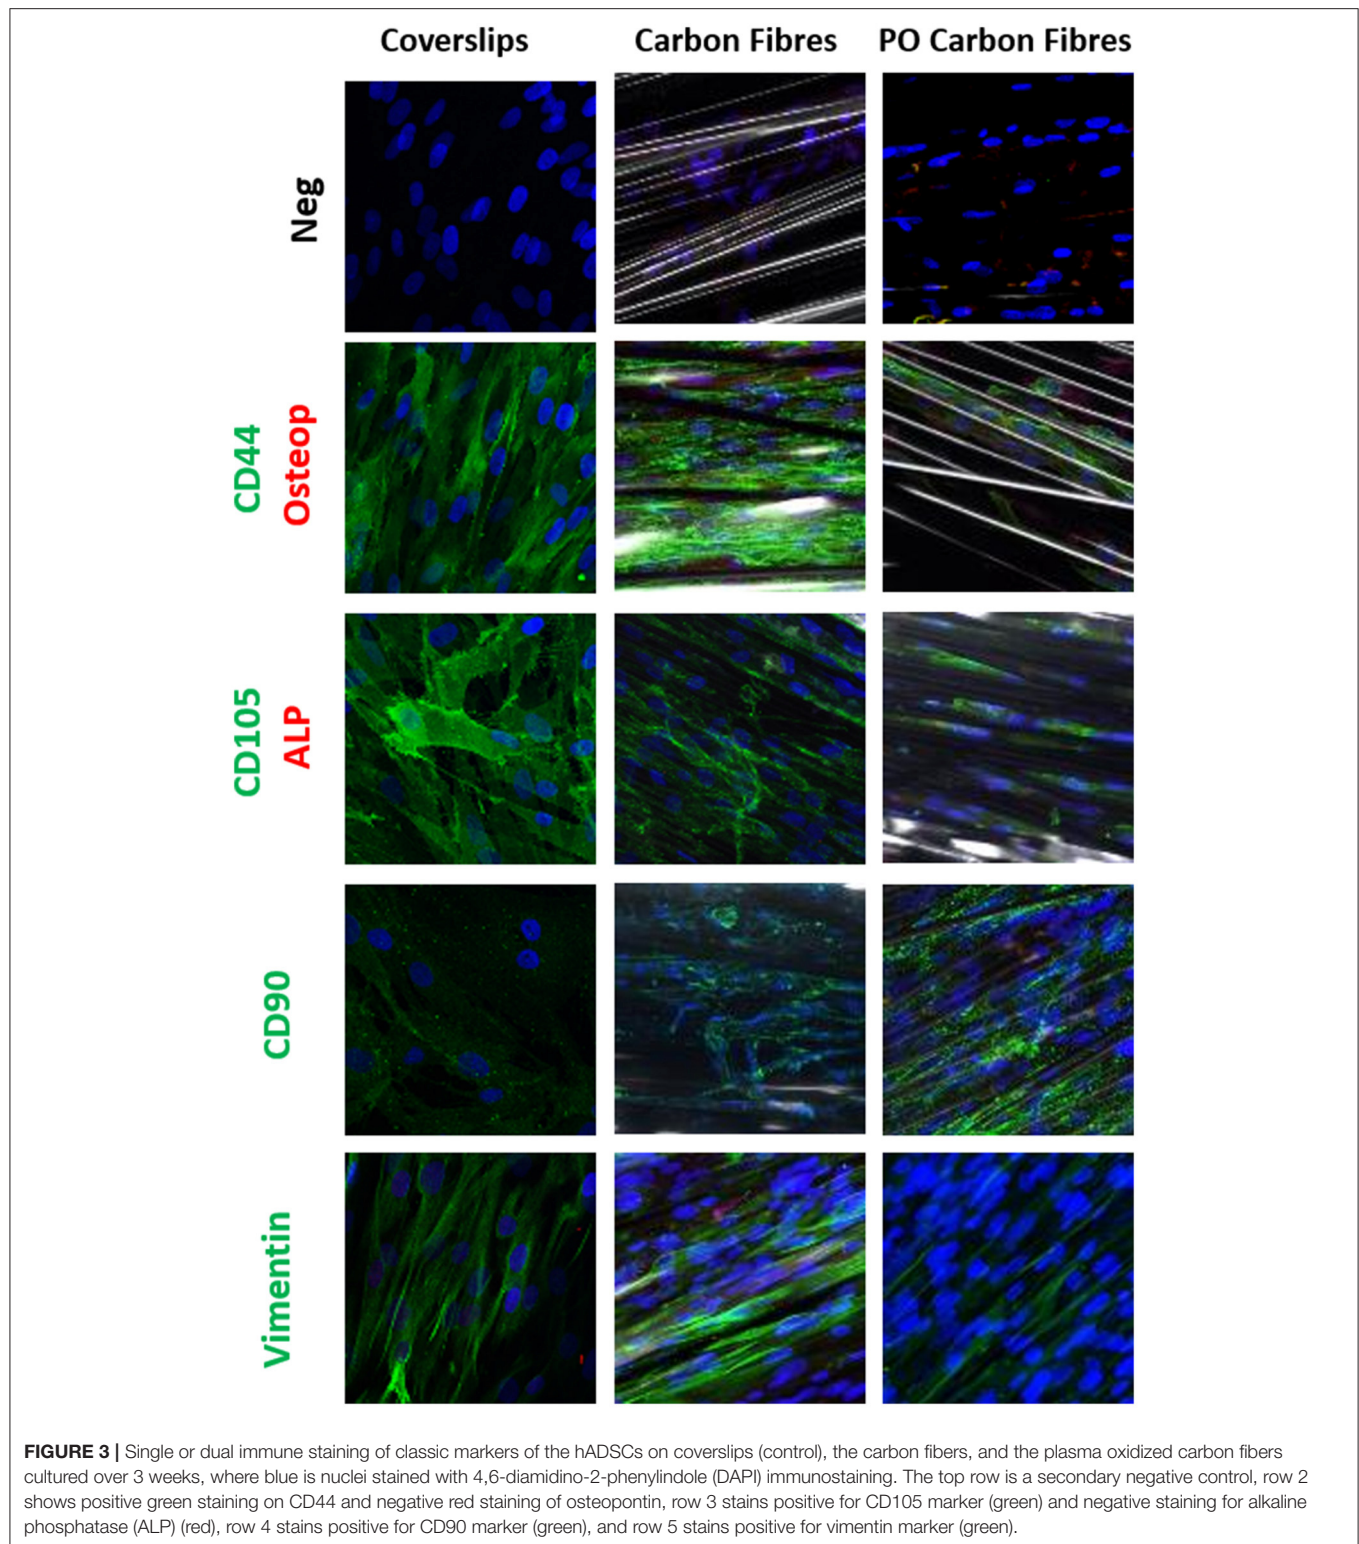 Coverslips Carbon Fibres PO Carbon Fibres
Neg
CD44
Osteop
CD105
ALP
CD90
Vimentin
FIGURE 3 | Single or dual immune staining of classic markers of the hADSCs on coverslips (control), the carbon fibers, and the plasma oxidized carbon fibers
cultured over 3 weeks, where blue is nuclei stained with 4,6-diamidino-2-phenylindole (DAPI) immunostaining. The top row is a secondary negative control, row 2
shows positive green staining on CD44 and negative red staining of osteopontin, row 3 stains positive for CD105 marker (green) and negative staining for alkaline
phosphatase (ALP) (red), row 4 stains positive for CD90 marker (green), and row 5 stains positive for vimentin marker (green).